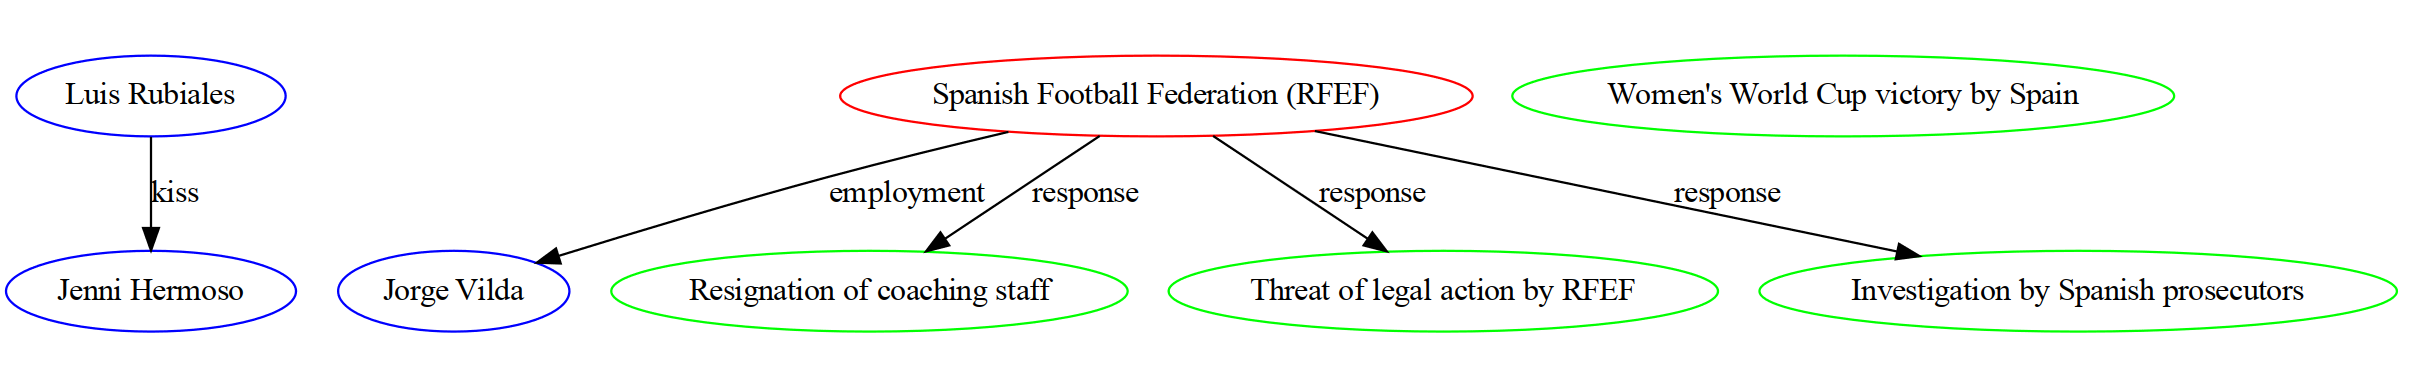 Luis Rubiales
Spanish Football Federation (RFEF)
Women's World Cup victory by Spain
kiss
employment
response
response
response
Jenni Hermoso
Jorge Vilda
Resignation of coaching staff
Threat of legal action by RFEF
Investigation by Spanish prosecutors